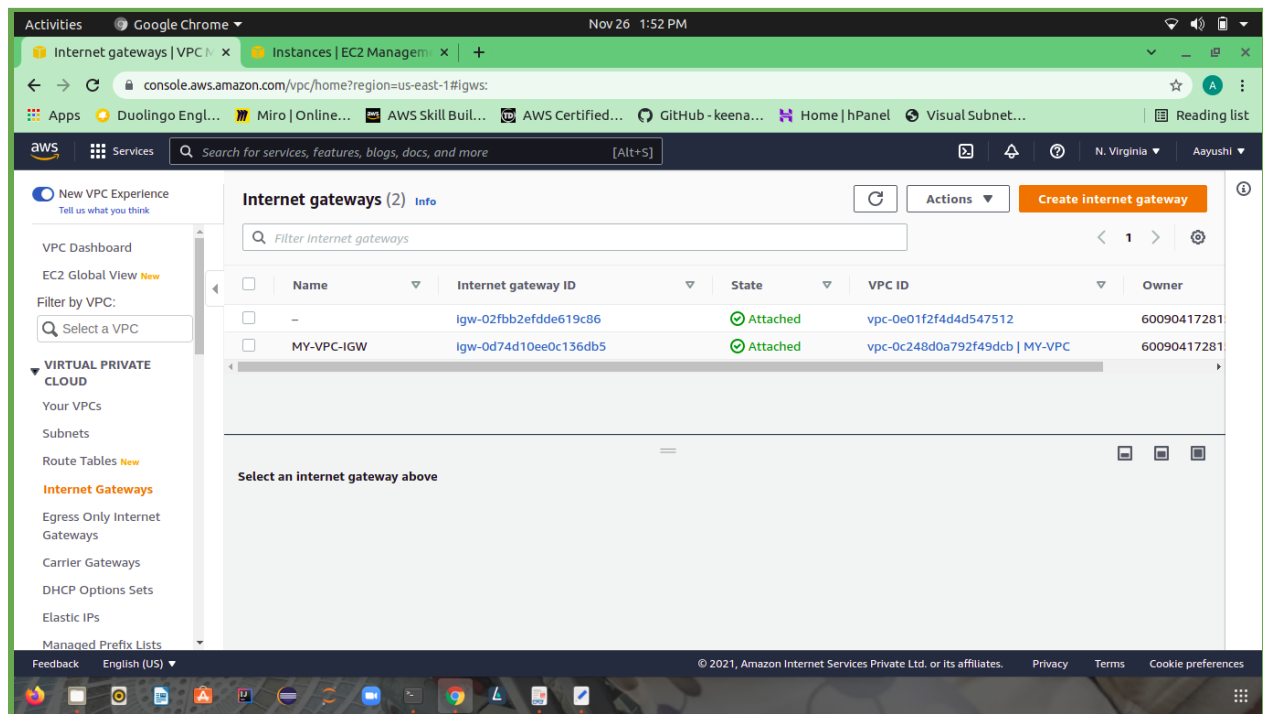 Activities Google Chrome Nov 26 1:52 PM
Internet gateways | VPC M Instances | EC2 Managem
console.aws.amazon.com/vpc/home?region=us-east-1#igws: A
Apps Duolingo Engl... Miro | Online... AWS Skill Buil... AWS Certified... GitHub - keena... Home | hPanel Visual Subnet... Reading list
aws Services Search for services, features, blogs, docs, and more [Alt+S] N. Virginia Aayushi
New VPC Experience
Tell us what you think
Internet gateways (2) Info Actions Create internet gateway
Filter internet gateways 1
VPC Dashboard
EC2 Global View New
Filter by VPC:
Select a VPC
VIRTUAL PRIVATE
CLOUD
Your VPCs
Subnets
Route Tables New
Internet Gateways
Egress Only Internet
Gateways
Carrier Gateways
DHCP Options Sets
Elastic IPs
Managed Prefix Lists
Name Internet gateway ID State VPC ID Owner
– igw-02fbb2efdde619c86 Attached vpc-0e01f2f4d4d547512 60090417281
MY-VPC-IGW igw-0d74d10ee0c136db5 Attached vpc-0c248d0a792f49dcb | MY-VPC 60090417281
Select an internet gateway above
Feedback English (US) © 2021, Amazon Internet Services Private Ltd. or its affiliates. Privacy Terms Cookie preferences